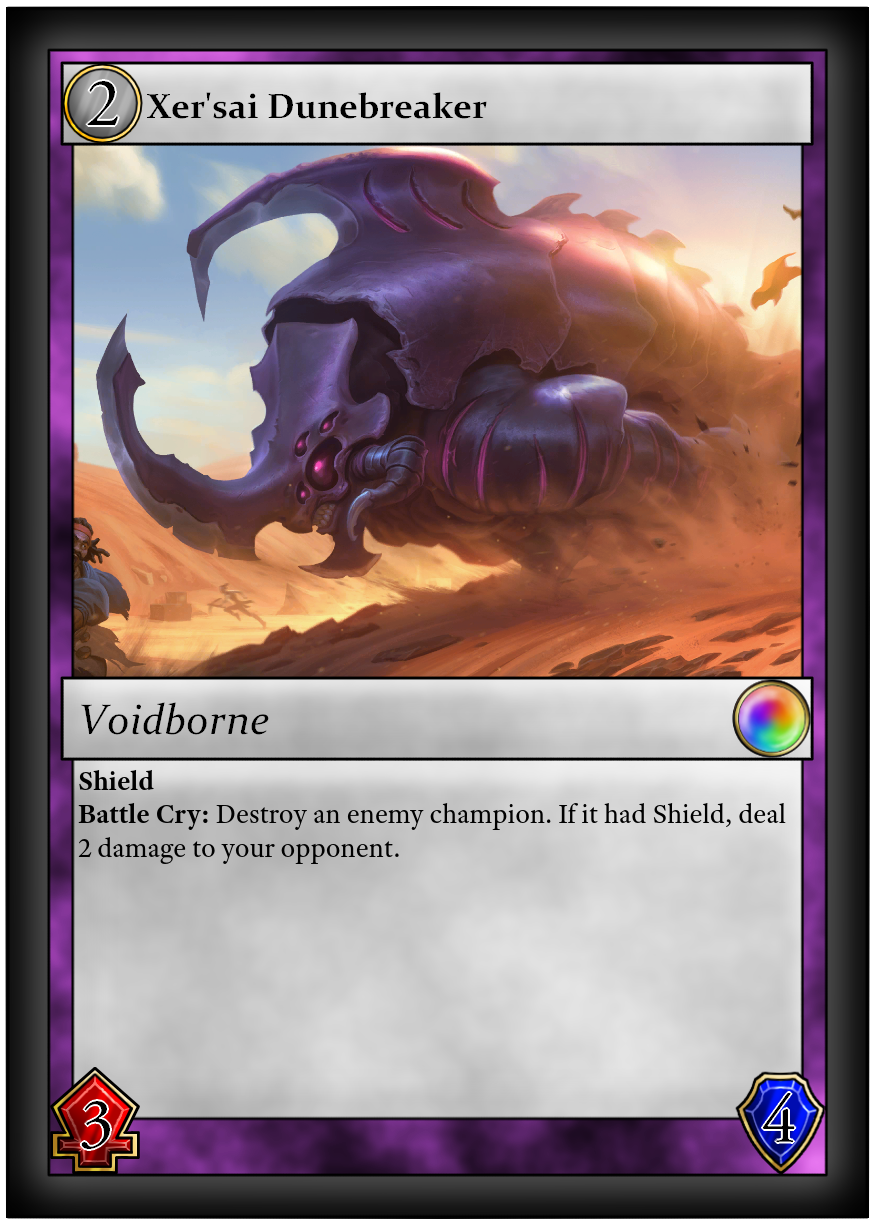 2 Xer'sai Dunebreaker
Voidborne
Shield
Battle Cry: Destroy an enemy champion. If it had Shield, deal
2 damage to your opponent.
3 4